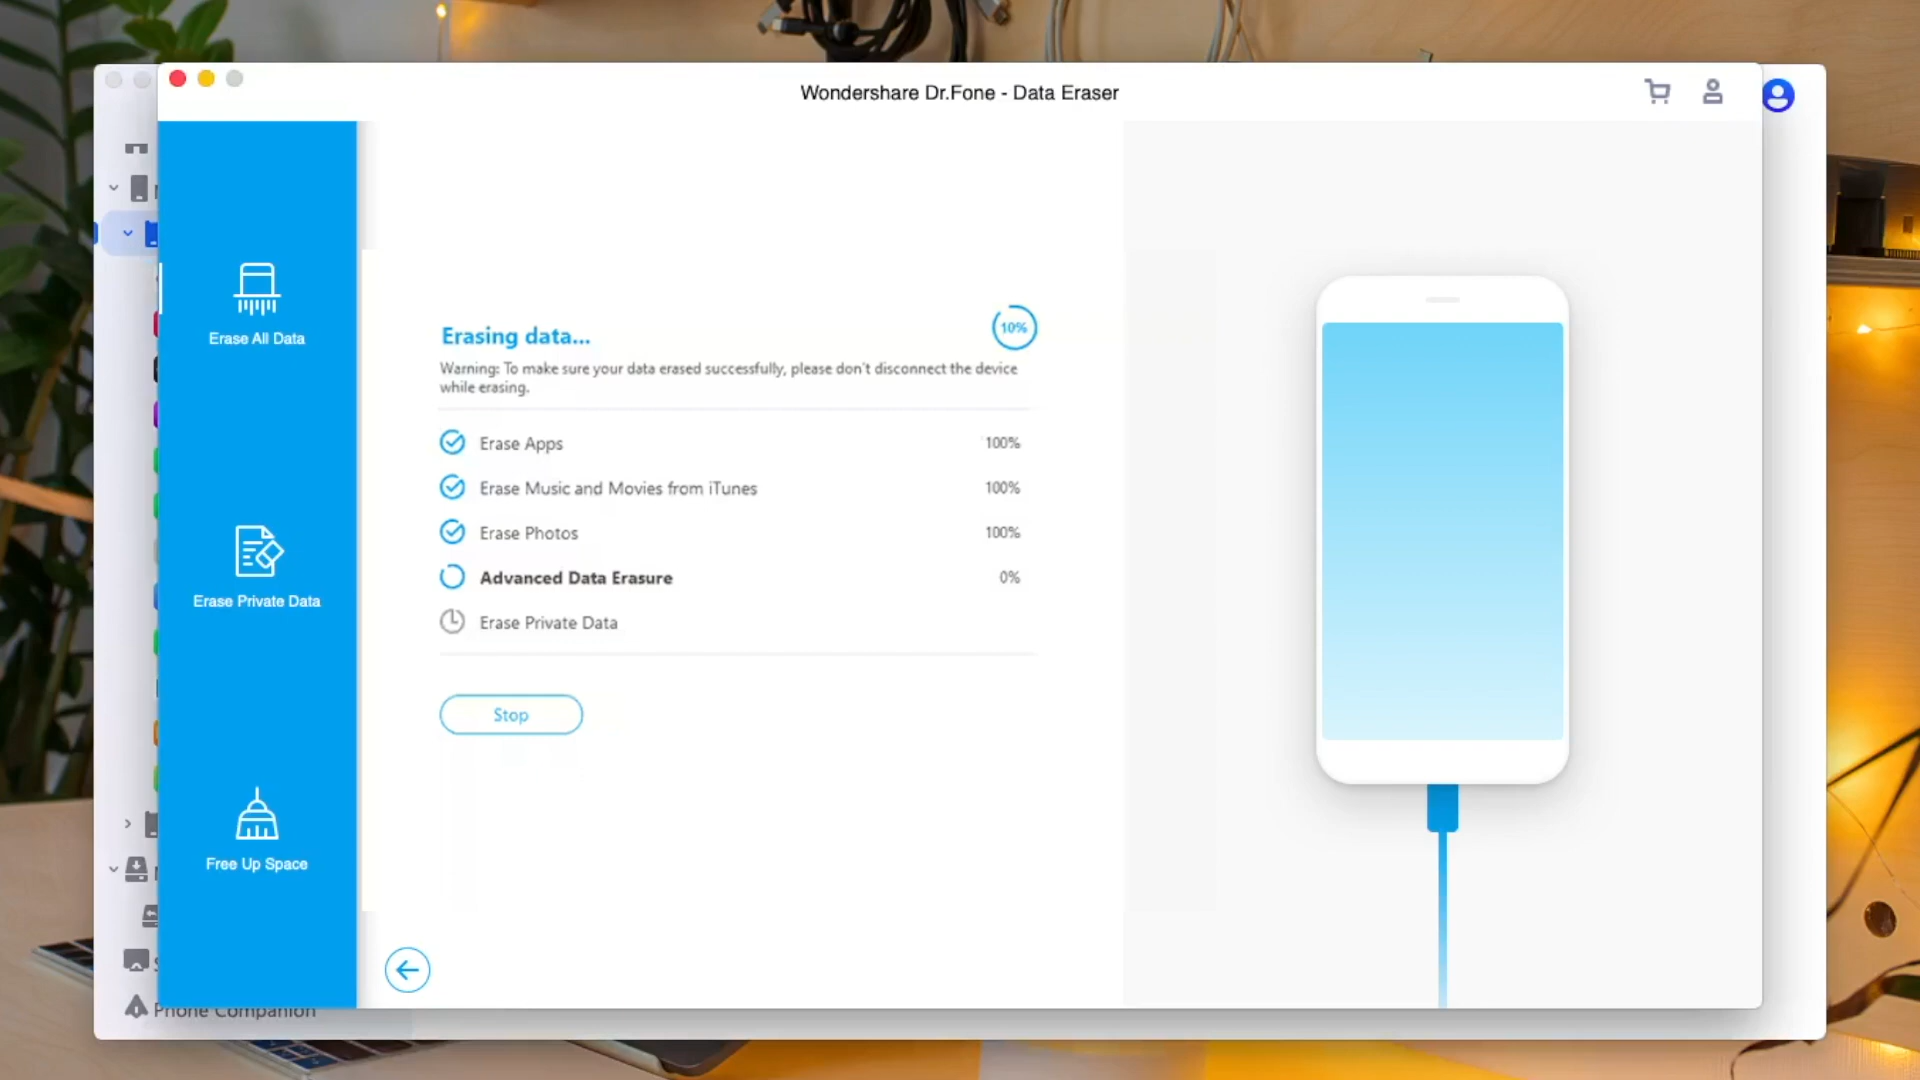 Wondershare Dr.Fone - Data Eraser
Erase All Data
Erase Private Data
Free Up Space
Erasing data...
10%
Warning: To make sure your data erased successfully, please don't disconnect the device
while erasing.
Erase Apps 100%
Erase Music and Movies from iTunes 100%
Erase Photos 100%
Advanced Data Erasure 0%
Erase Private Data
Stop
Phone Companion